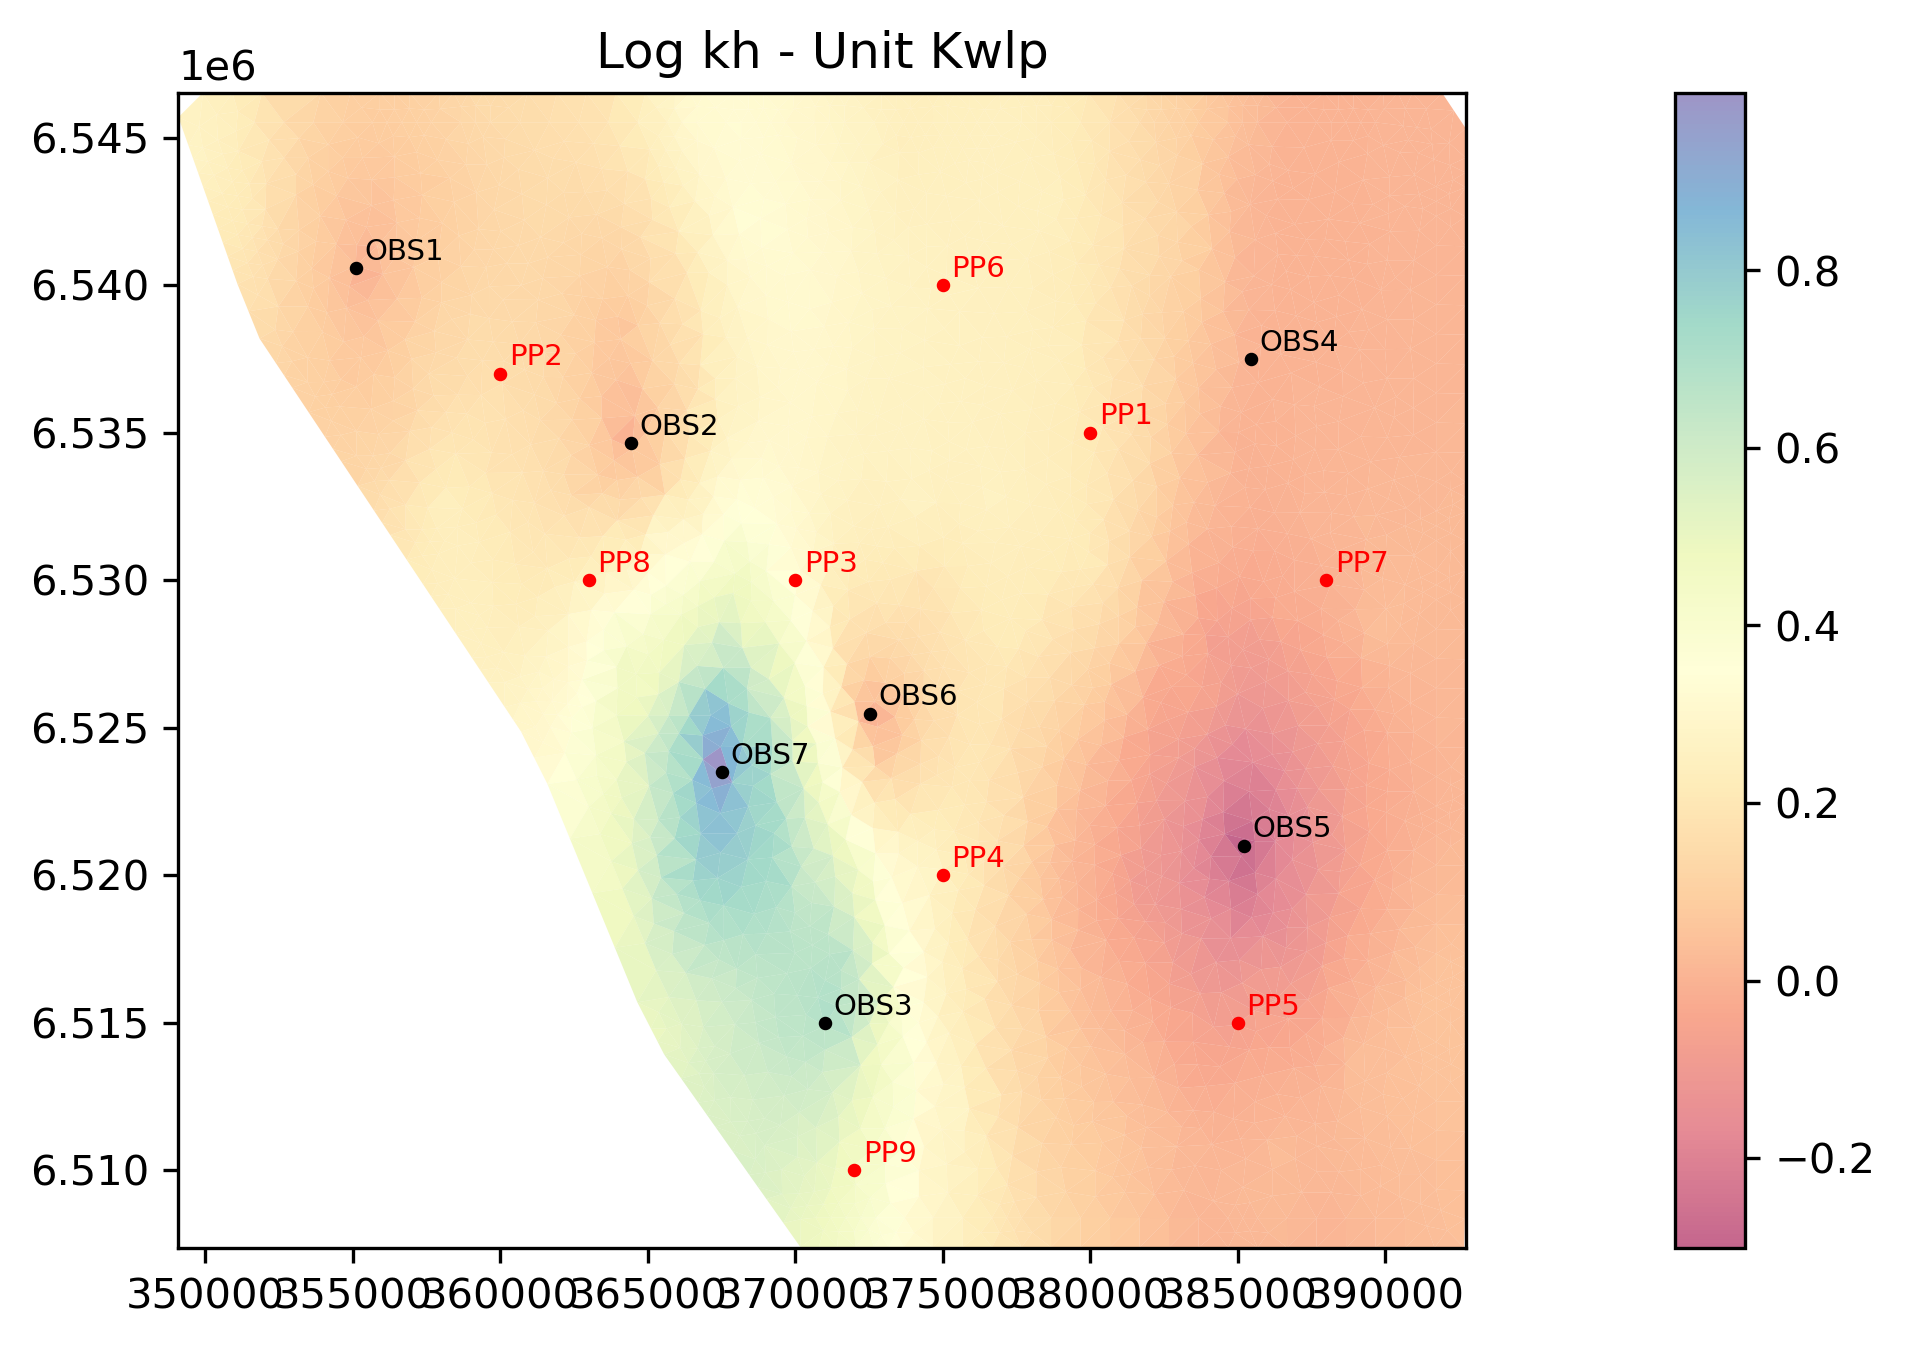 Log kh - Unit Kwlp
1e6
6.545
6.540
6.535
6.530
6.525
6.520
6.515
6.510
OBS1
PP6
OBS4
PP2
PP1
OBS2
PP8
PP3
PP7
OBS6
OBS7
OBS5
PP4
OBS3
PP5
PP9
350000 355000 360000 365000 370000 375000 380000 385000 390000
0.8
0.6
0.4
0.2
0.0
−0.2